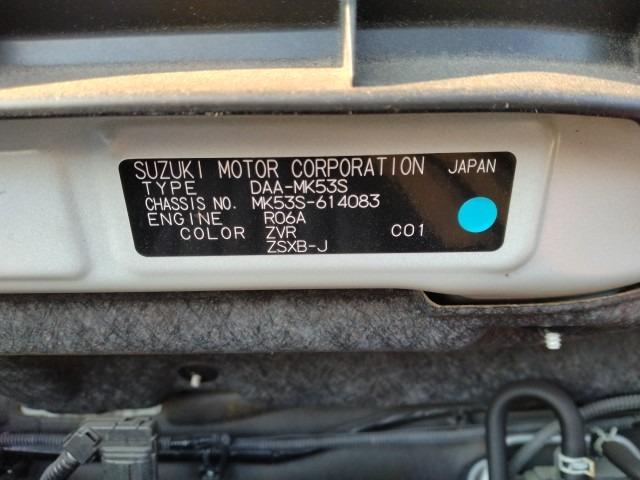 SUZUKI MOTOR CORPORATION JAPAN
TYPE DAA-MK53S
CHASSIS NO. MK53S-614083
ENGINE R06A
COLOR ZVR C01
ZSXB-J